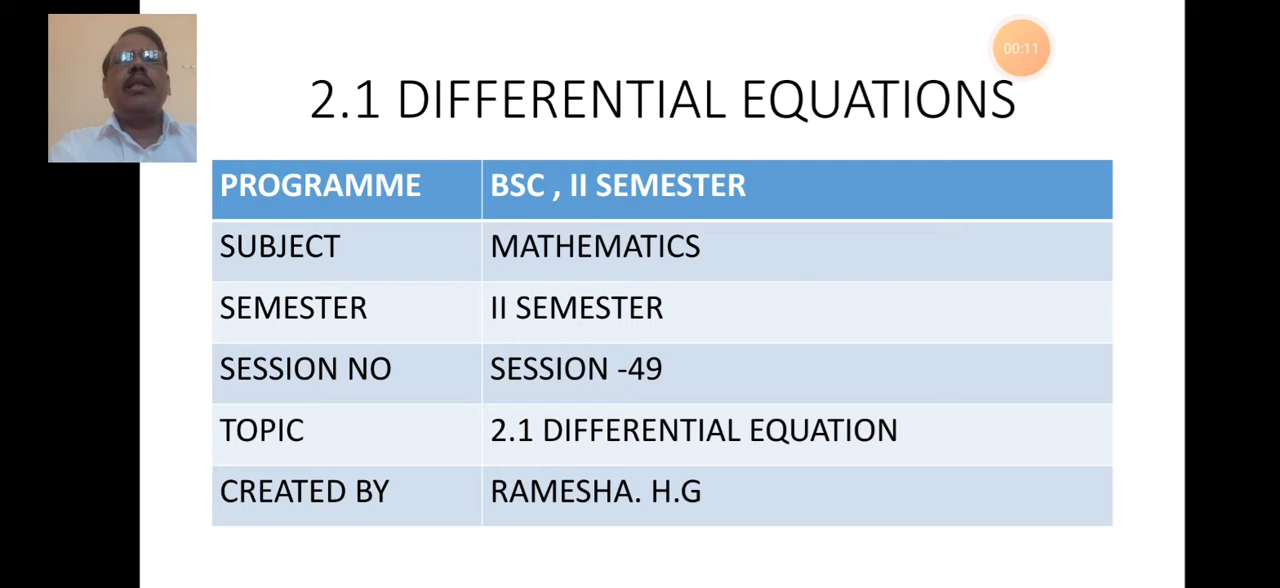 00:11
2.1 DIFFERENTIAL EQUATIONS
PROGRAMME BSC , II SEMESTER
SUBJECT MATHEMATICS
SEMESTER II SEMESTER
SESSION NO SESSION -49
TOPIC 2.1 DIFFERENTIAL EQUATION
CREATED BY RAMESHA. H.G